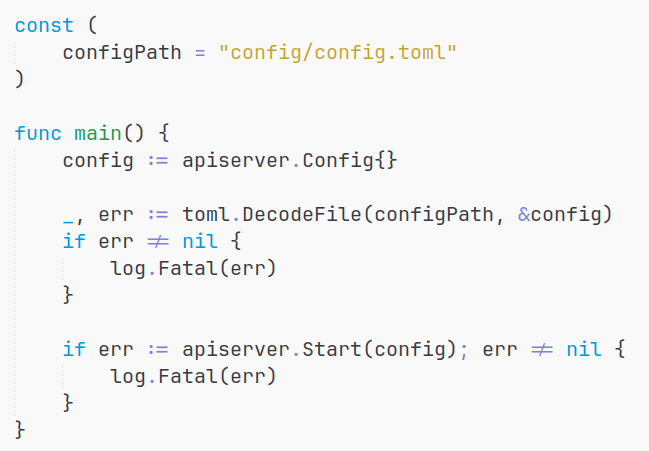 const (
    configPath = "config/config.toml"
)

func main() {
    config := apiserver.Config{}

    _, err := toml.DecodeFile(configPath, &config)
    if err != nil {
        log.Fatal(err)
    }

    if err := apiserver.Start(config); err != nil {
        log.Fatal(err)
    }
}